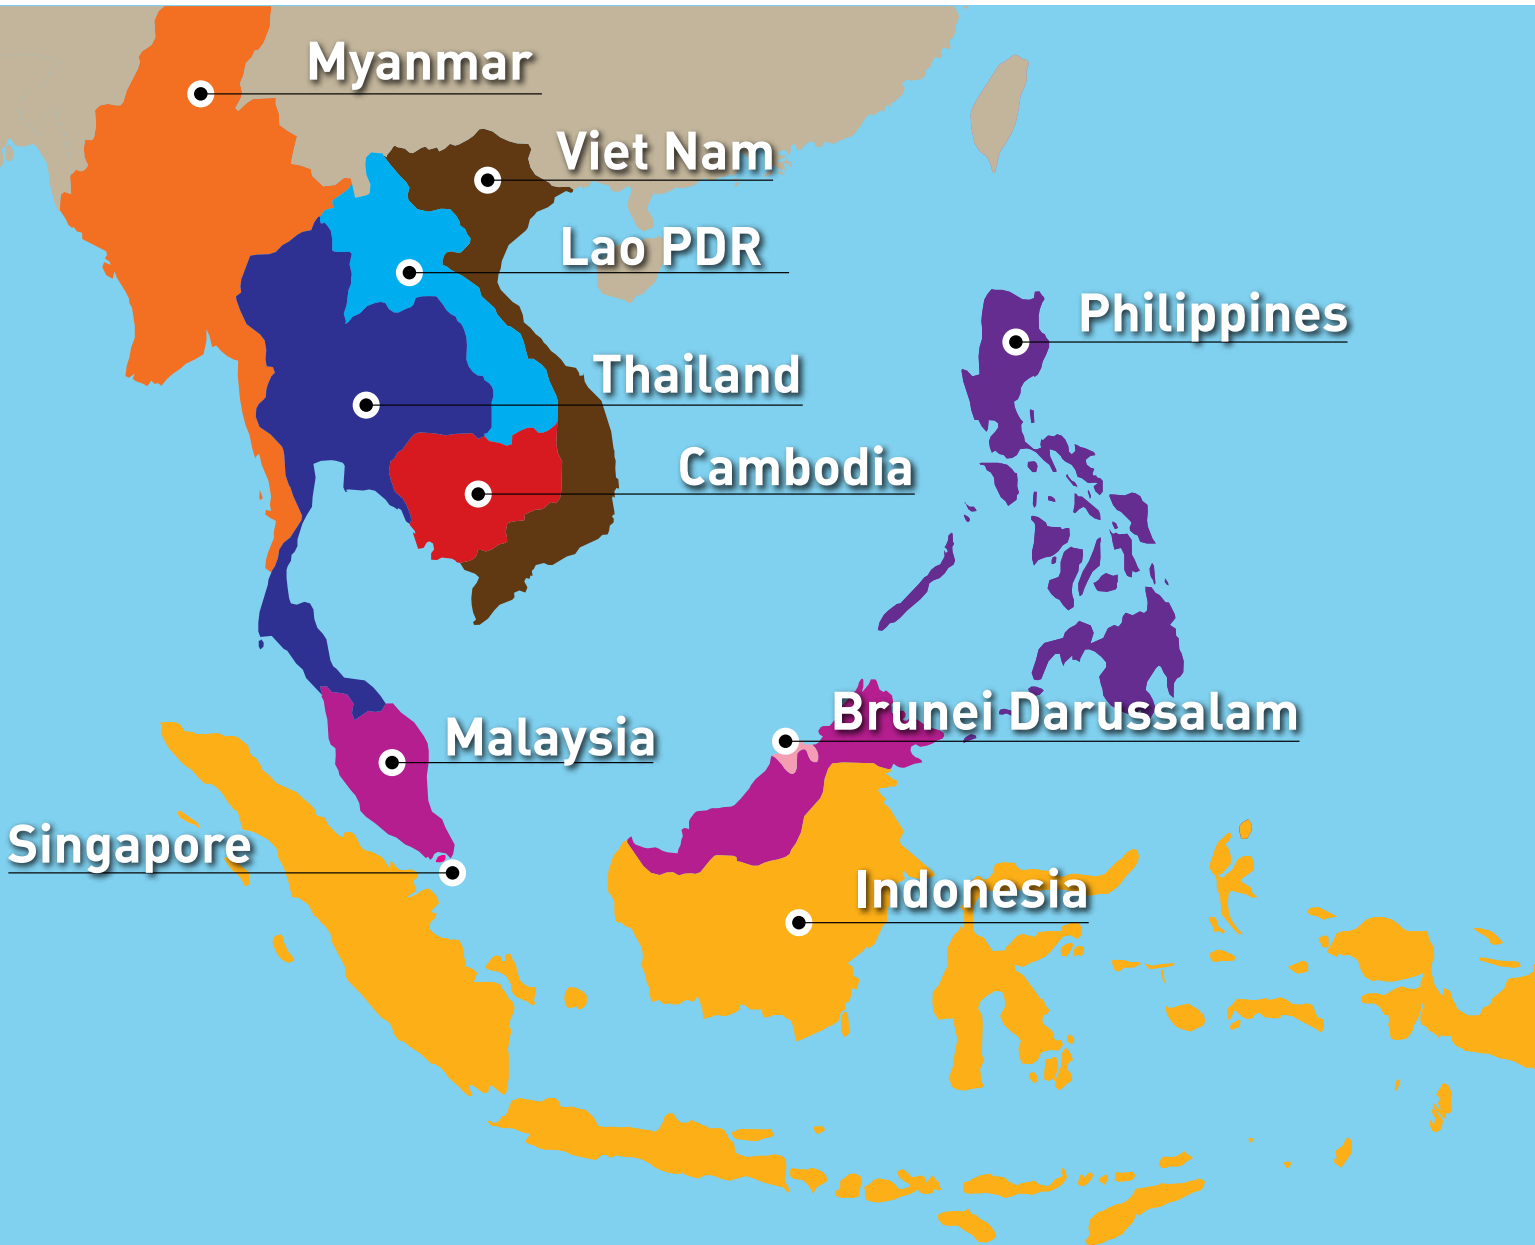 Myanmar
Viet Nam
Lao PDR
Philippines
Thailand
Cambodia
Brunei Darussalam
Malaysia
Singapore
Indonesia